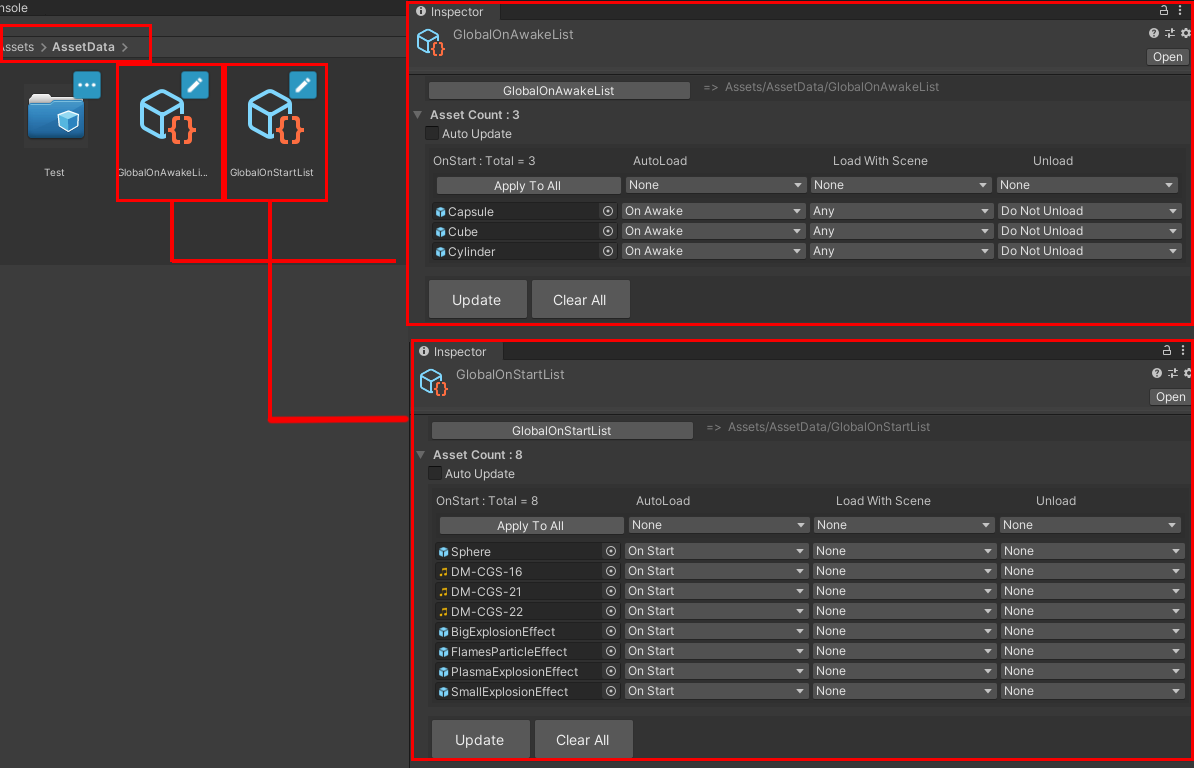 nsole
Assets > AssetData >
Test
GlobalOnAwakeLi...
GlobalOnStartList
Inspector
GlobalOnAwakeList
Open
GlobalOnAwakeList => Assets/AssetData/GlobalOnAwakeList
Asset Count : 3
Auto Update
OnStart : Total = 3 AutoLoad Load With Scene Unload
Apply To All None None None
Capsule On Awake Any Do Not Unload
Cube On Awake Any Do Not Unload
Cylinder On Awake Any Do Not Unload
Update Clear All
Inspector
GlobalOnStartList
Open
GlobalOnStartList => Assets/AssetData/GlobalOnStartList
Asset Count : 8
Auto Update
OnStart : Total = 8 AutoLoad Load With Scene Unload
Apply To All None None None
Sphere On Start None None
DM-CGS-16 On Start None None
DM-CGS-21 On Start None None
DM-CGS-22 On Start None None
BigExplosionEffect On Start None None
FlamesParticleEffect On Start None None
PlasmaExplosionEffect On Start None None
SmallExplosionEffect On Start None None
Update Clear All